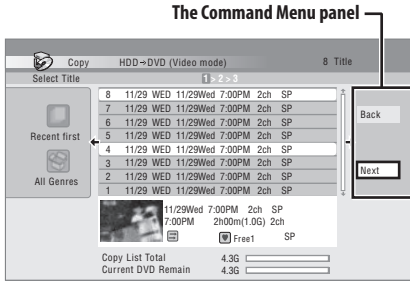 The Command Menu panel
Copy HDD→DVD (Video mode) 8 Title
Select Title 1 > 2 > 3
8 11/29 WED 11/29Wed 7:00PM 2ch SP
7 11/29 WED 11/29Wed 7:00PM 2ch SP
6 11/29 WED 11/29Wed 7:00PM 2ch SP
5 11/29 WED 11/29Wed 7:00PM 2ch SP
4 11/29 WED 11/29Wed 7:00PM 2ch SP
3 11/29 WED 11/29Wed 7:00PM 2ch SP
2 11/29 WED 11/29Wed 7:00PM 2ch SP
1 11/29 WED 11/29Wed 7:00PM 2ch SP
Recent first
All Genres
Back
Next
11/29Wed 7:00PM 2ch SP
7:00PM 2h00m(1.0G) 2ch
Free1 SP
Copy List Total 4.3G
Current DVD Remain 4.3G